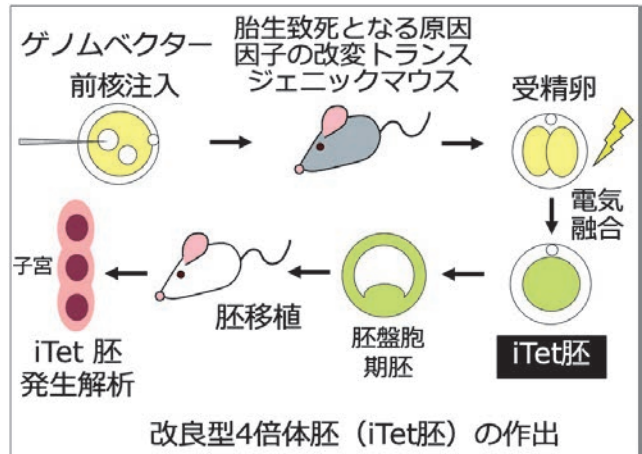 ゲノムベクター
前核注入
胎生致死となる原因
因子の改変トランス
ジェニックマウス
受精卵
電気
融合
iTet胚
胚盤胞
期胚
胚移植
子宮
iTet 胚
発生解析
改良型4倍体胚（iTet胚）の作出